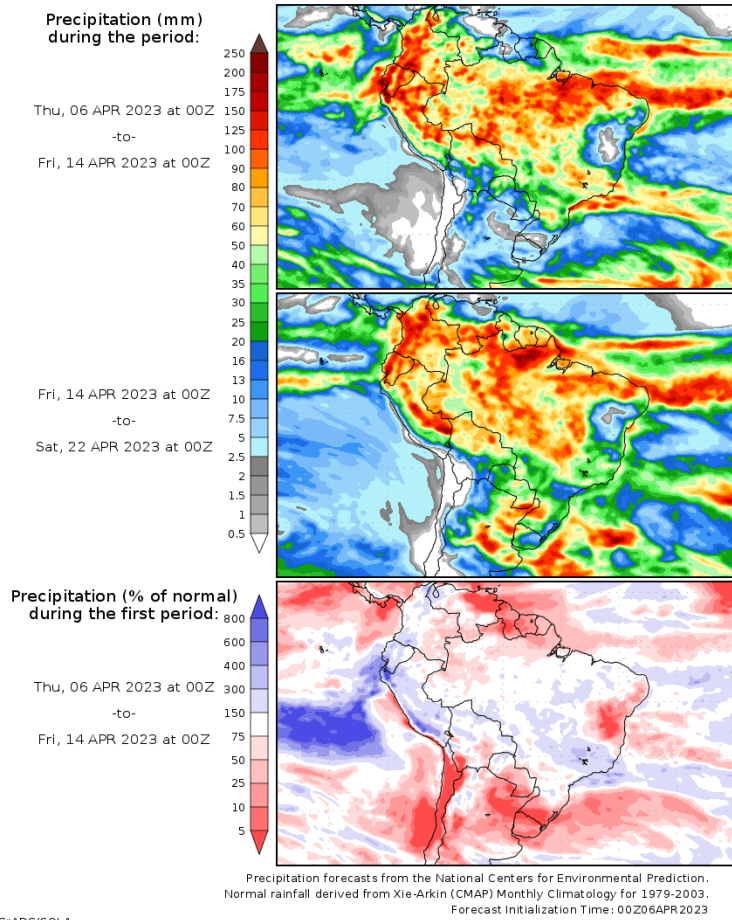 Precipitation (mm)
during the period:
Thu, 06 APR 2023 at 00Z
-to-
Fri, 14 APR 2023 at 00Z
250
200
175
150
125
100
90
80
70
60
50
40
35
30
25
20
16
13
10
7.5
5
2.5
2
1.5
1
0.5
Fri, 14 APR 2023 at 00Z
-to-
Sat, 22 APR 2023 at 00Z
Precipitation (% of normal)
during the first period:
800
600
400
300
150
75
50
25
10
5
Thu, 06 APR 2023 at 00Z
-to-
Fri, 14 APR 2023 at 00Z
Precipitation forecasts from the National Centers for Environmental Prediction.
Normal rainfall derived from Xie-Arkin (CMAP) Monthly Climatology for 1979-2003.
Forecast Initialization Time: 00Z06APR2023